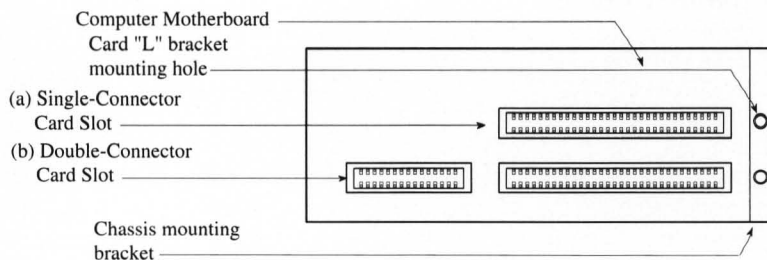 Computer Motherboard
Card "L" bracket
mounting hole
(a) Single-Connector
Card Slot
(b) Double-Connector
Card Slot
Chassis mounting
bracket